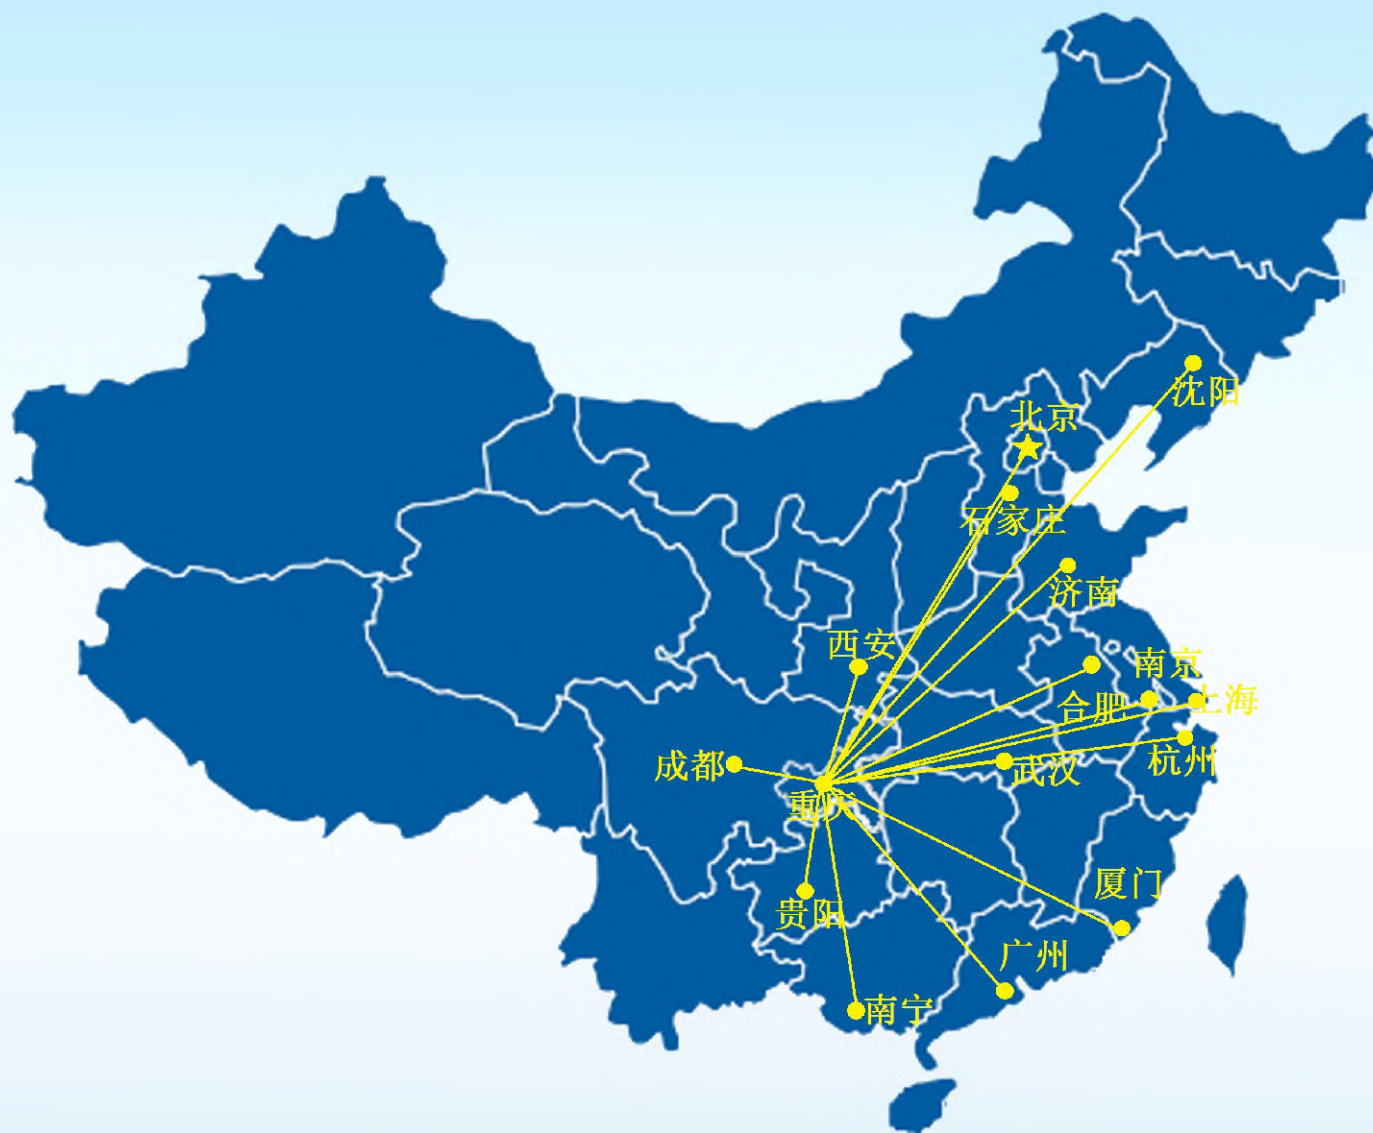 沈阳
北京
石家庄
济南
西安
南京
上海
合肥
杭州
成都
武汉
重庆
厦门
贵阳
广州
南宁